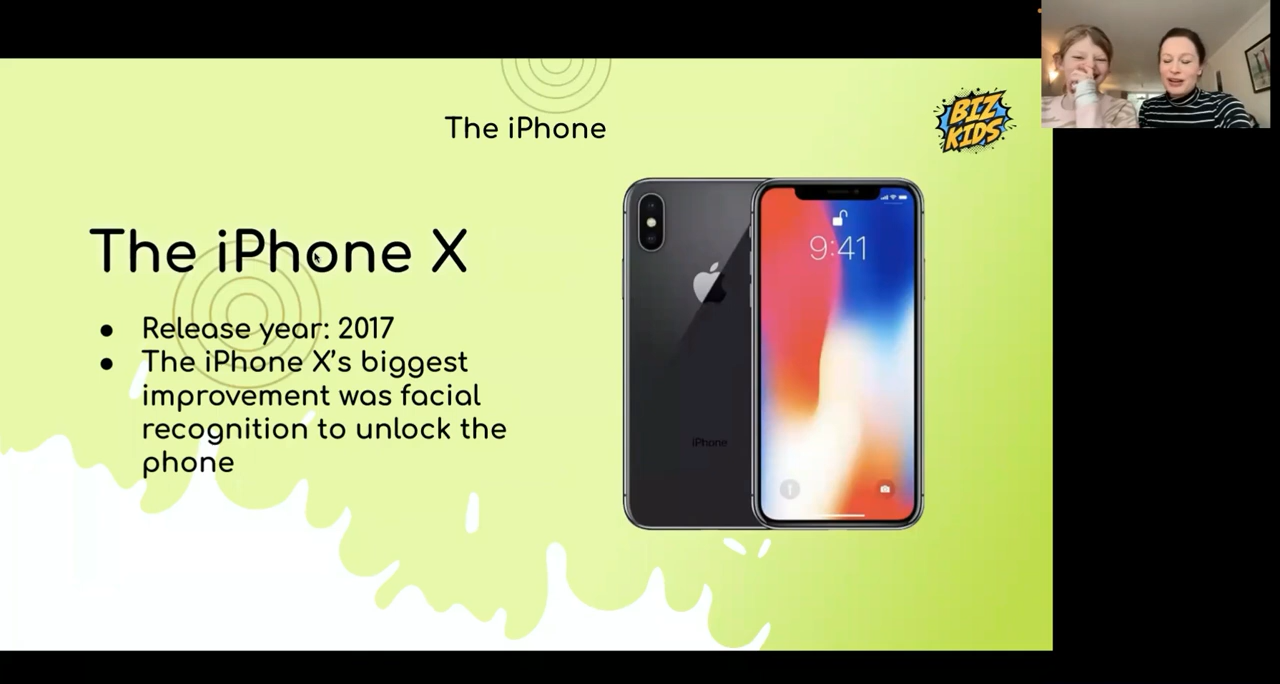 The iPhone
BIZ
KIDS
The iPhone X
● Release year: 2017
● The iPhone X’s biggest
improvement was facial
recognition to unlock the
phone
9:41
iPhone